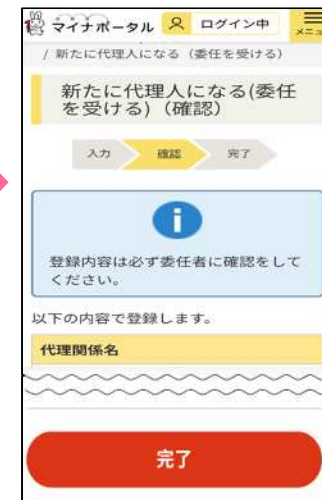 マイナポータル
ログイン中
メニュー
/ 新たに代理人になる（委任を受ける）
新たに代理人になる(委任
を受ける)（確認）
入力
確認
完了
登録内容は必ず委任者に確認をして
ください。
以下の内容で登録します。
代理関係名
完了